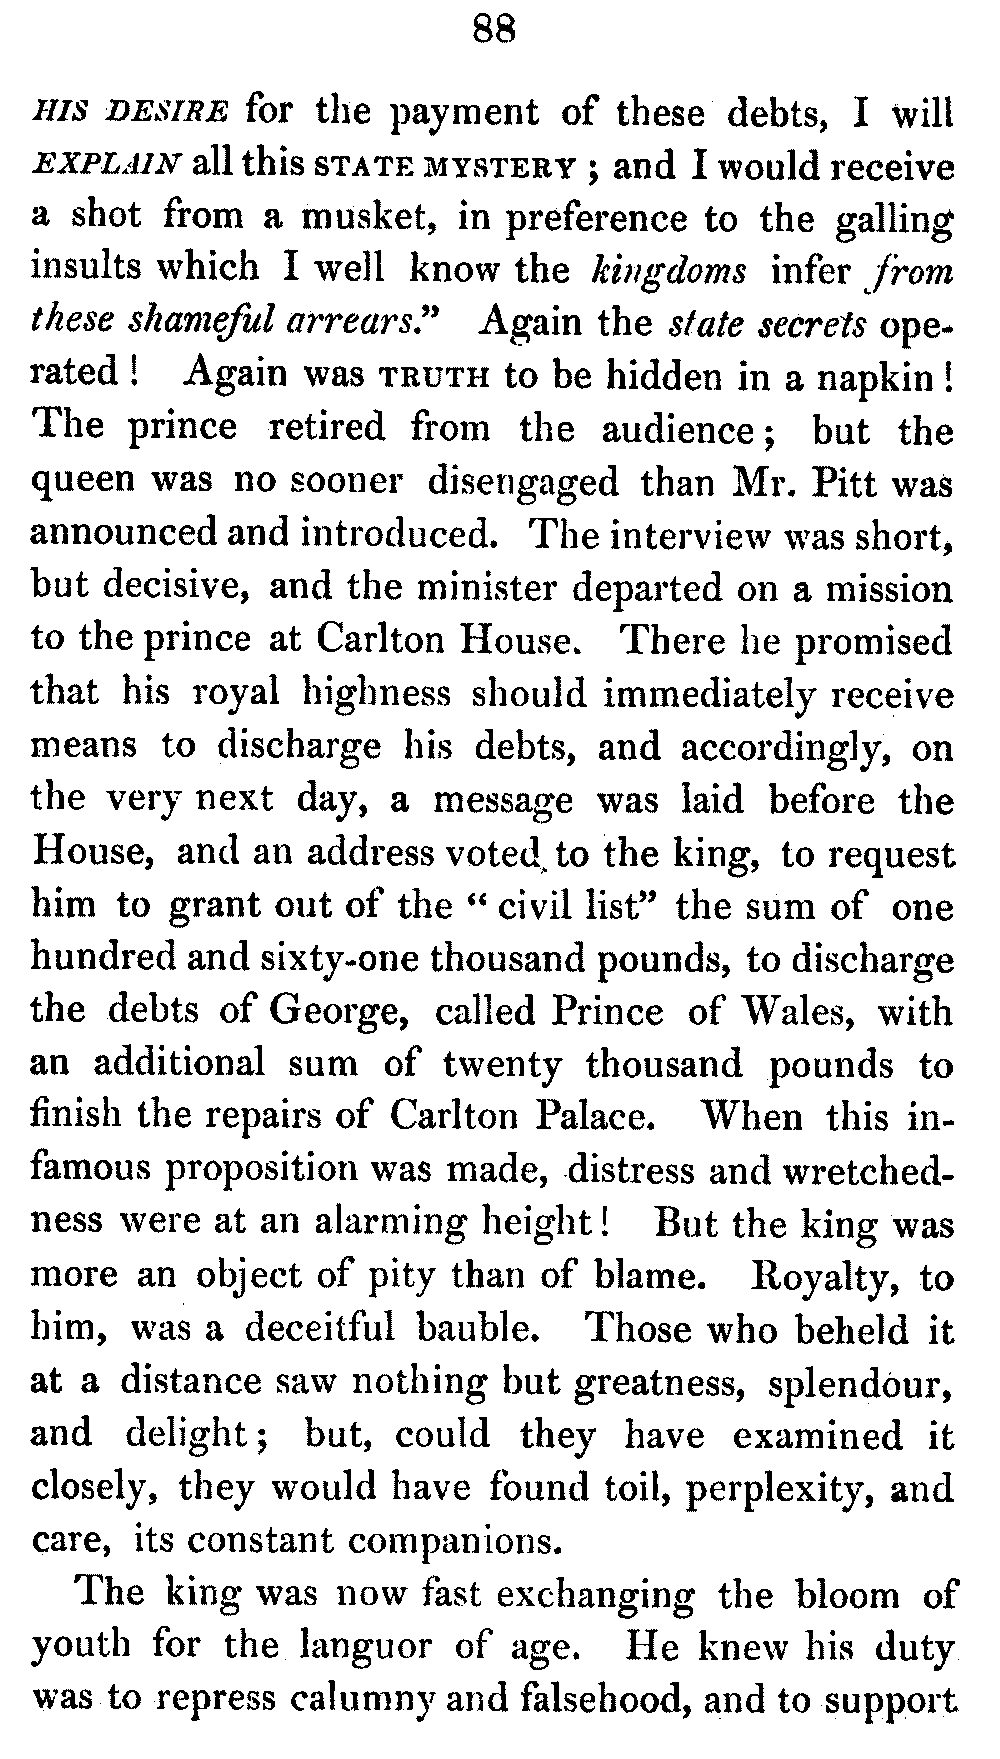 88
HIS DESIRE for the payment of these debts, I will
EXPLAIN all this STATE MYSTERY ; and I would receive
a shot from a musket, in preference to the galling
insults which I well know the kingdoms infer from
these shameful arrears." Again the state secrets ope-
rated ! Again was TRUTH to be hidden in a napkin !
The prince retired from the audience ; but the
queen was no sooner disengaged than Mr. Pitt was
announced and introduced. The interview was short,
but decisive, and the minister departed on a mission
to the prince at Carlton House. There he promised
that his royal highness should immediately receive
means to discharge his debts, and accordingly, on
the very next day, a message was laid before the
House, and an address voted to the king, to request
him to grant out of the " civil list" the sum of one
hundred and sixty-one thousand pounds, to discharge
the debts of George, called Prince of Wales, with
an additional sum of twenty thousand pounds to
finish the repairs of Carlton Palace. When this in-
famous proposition was made, distress and wretched-
ness were at an alarming height ! But the king was
more an object of pity than of blame. Royalty, to
him, was a deceitful bauble. Those who beheld it
at a distance saw nothing but greatness, splendour,
and delight ; but, could they have examined it
closely, they would have found toil, perplexity, and
care, its constant companions.
The king was now fast exchanging the bloom of
youth for the languor of age. He knew his duty
was to repress calumny and falsehood, and to support